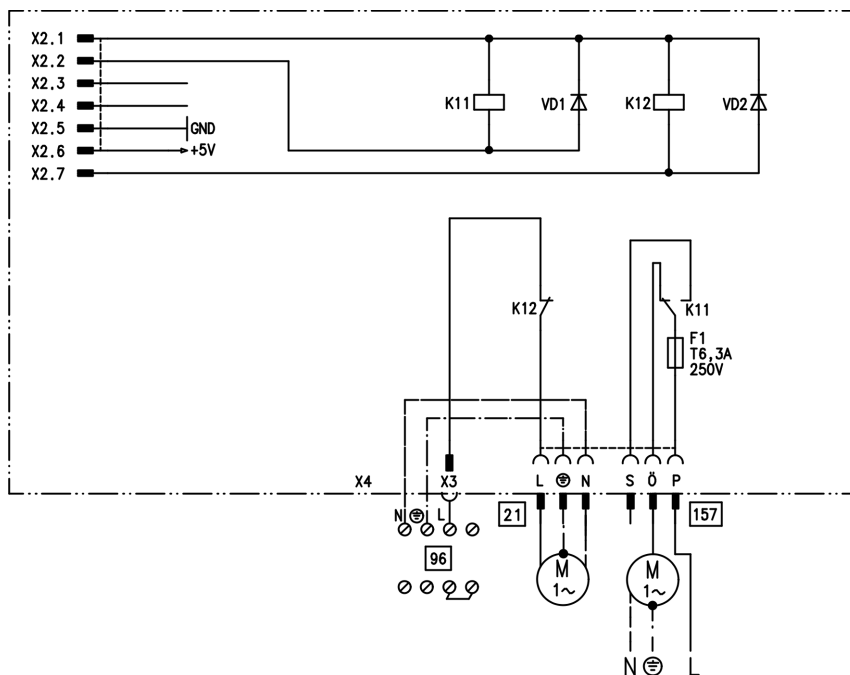 X2.1
X2.2
X2.3
X2.4
X2.5
X2.6
X2.7
GND
+5V
K11
VD1
K12
VD2
K12
K11
F1
T6,3A
250V
X4
X3
L
N
S Ö P
N
L
21
157
96
M
1~
M
1~
N
L